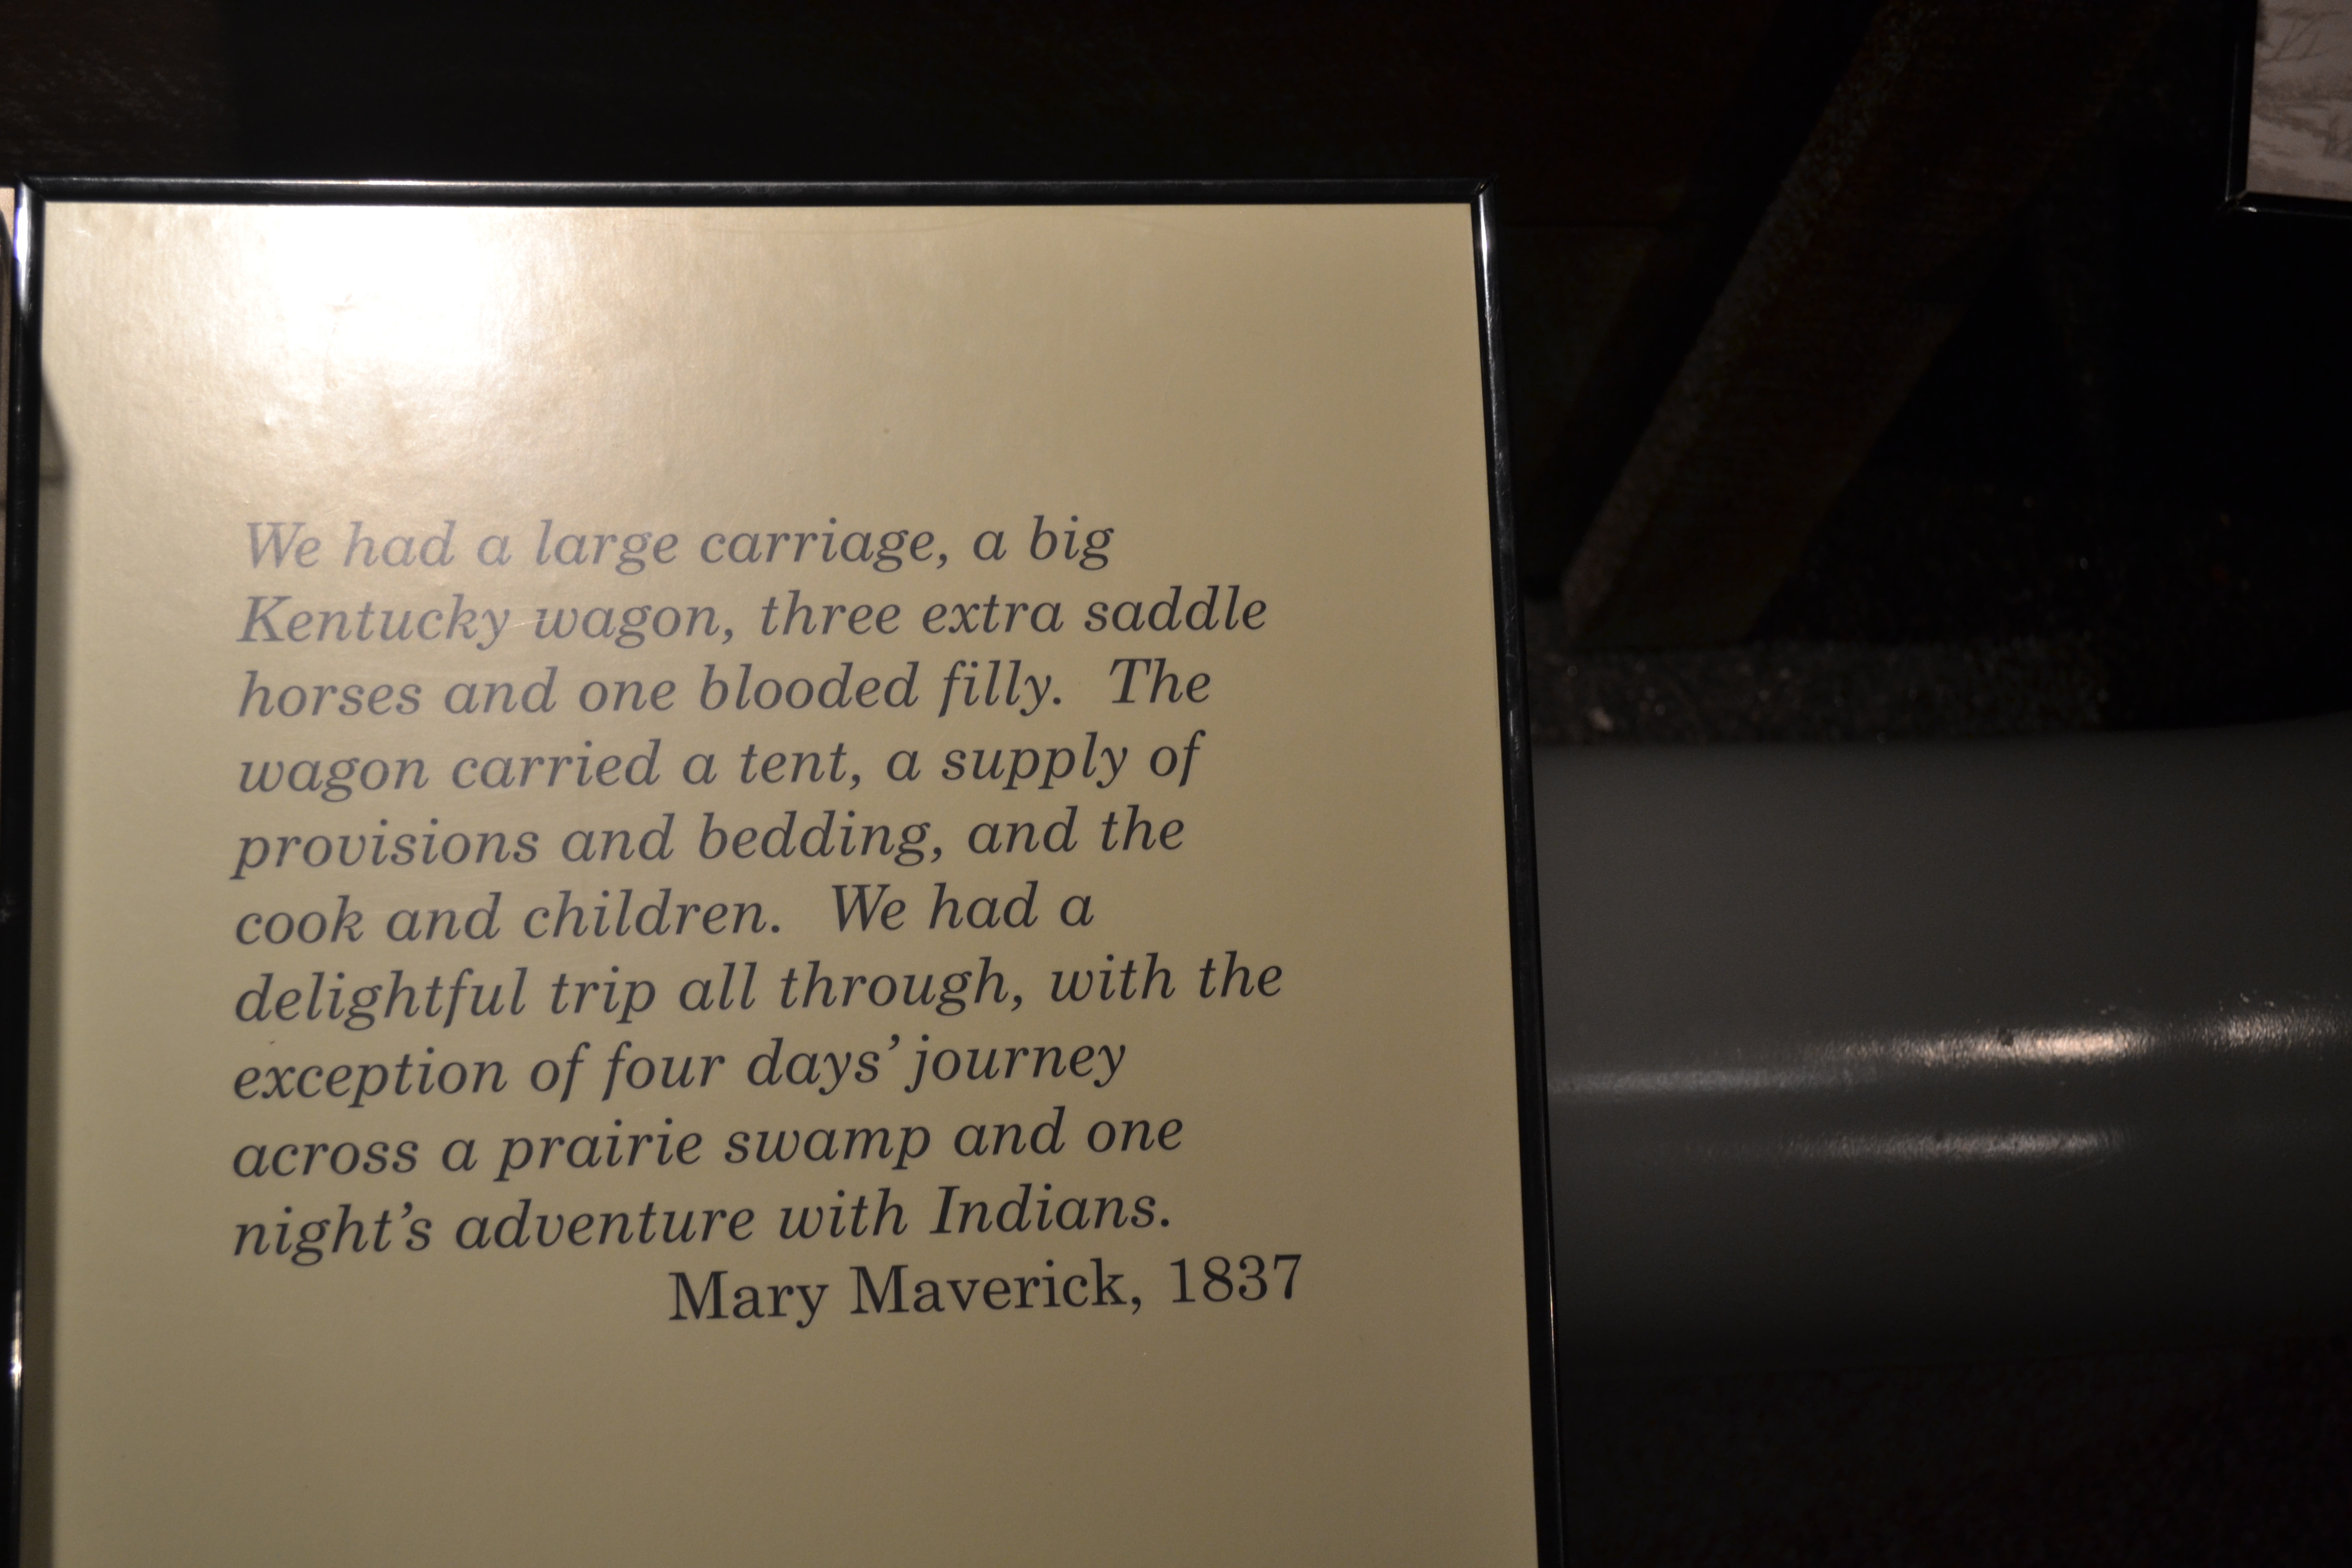 We had a large carriage, a big
Kentucky wagon, three extra saddle
horses and one blooded filly.  The
wagon carried a tent, a supply of
provisions and bedding, and the
cook and children.  We had a
delightful trip all through, with the
exception of four days’ journey
across a prairie swamp and one
night’s adventure with Indians.
Mary Maverick, 1837